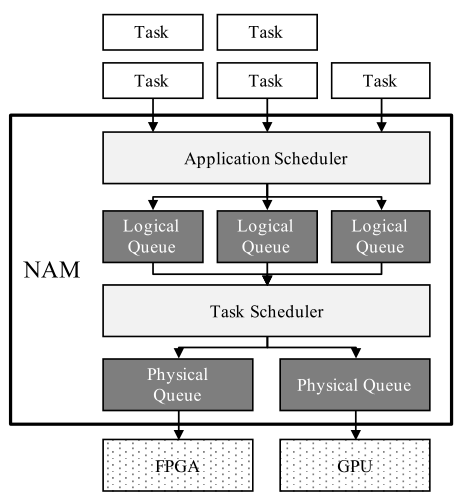 Task Task
Task Task Task
Application Scheduler
Logical Queue Logical Queue Logical Queue
NAM
Task Scheduler
Physical Queue Physical Queue
FPGA GPU